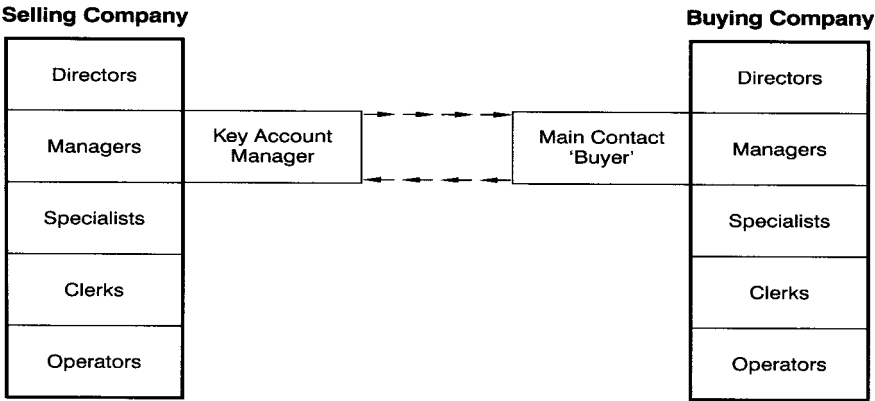 Selling Company
Buying Company
Directors
Managers
Specialists
Clerks
Operators
Key Account
Manager
Main Contact
‘Buyer’
Directors
Managers
Specialists
Clerks
Operators